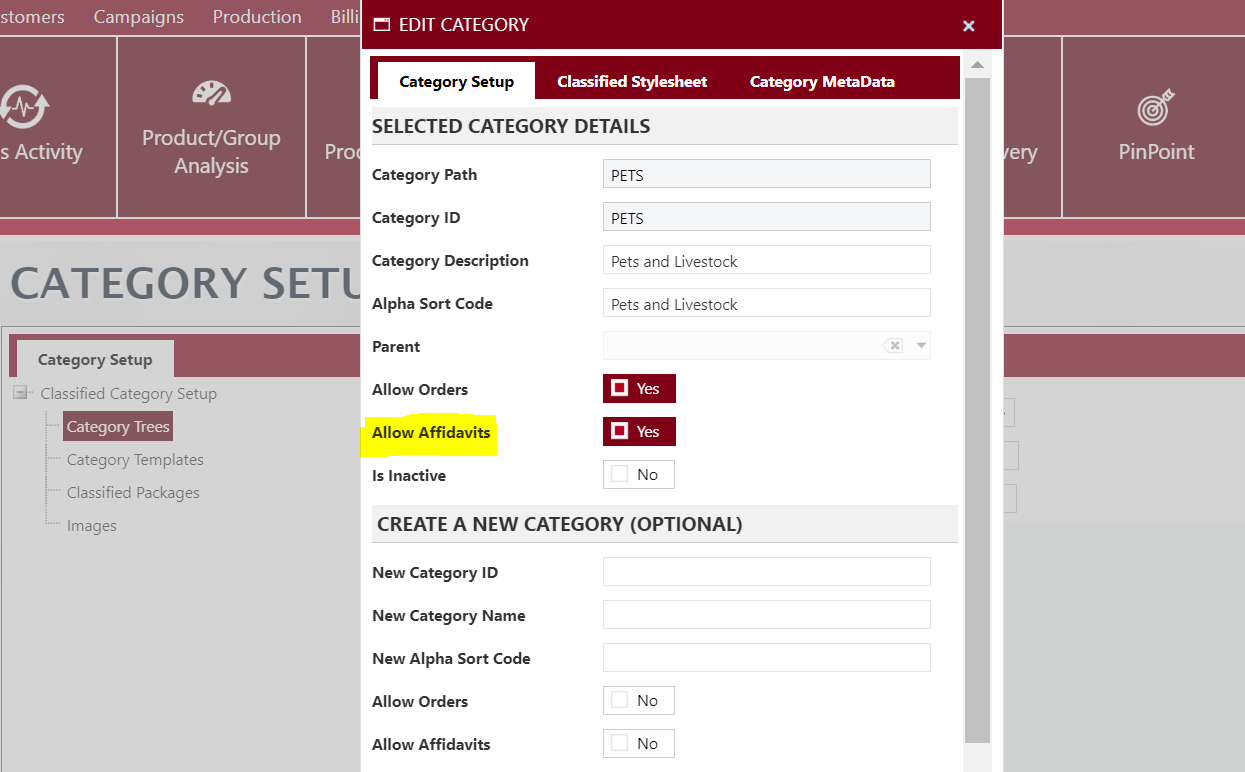 Customers Campaigns Production
EDIT CATEGORY
s Activity
Product/Group
Analysis
PinPoint
Category Setup Classified Stylesheet Category MetaData
SELECTED CATEGORY DETAILS
Category Path PETS
Category ID PETS
Category Description Pets and Livestock
Alpha Sort Code Pets and Livestock
Parent
Allow Orders Yes
Allow Affidavits Yes
Is Inactive No
CREATE A NEW CATEGORY (OPTIONAL)
New Category ID
New Category Name
New Alpha Sort Code
Allow Orders No
Allow Affidavits No
CATEGORY SETU
Category Setup
Classified Category Setup
Category Trees
Category Templates
Classified Packages
Images